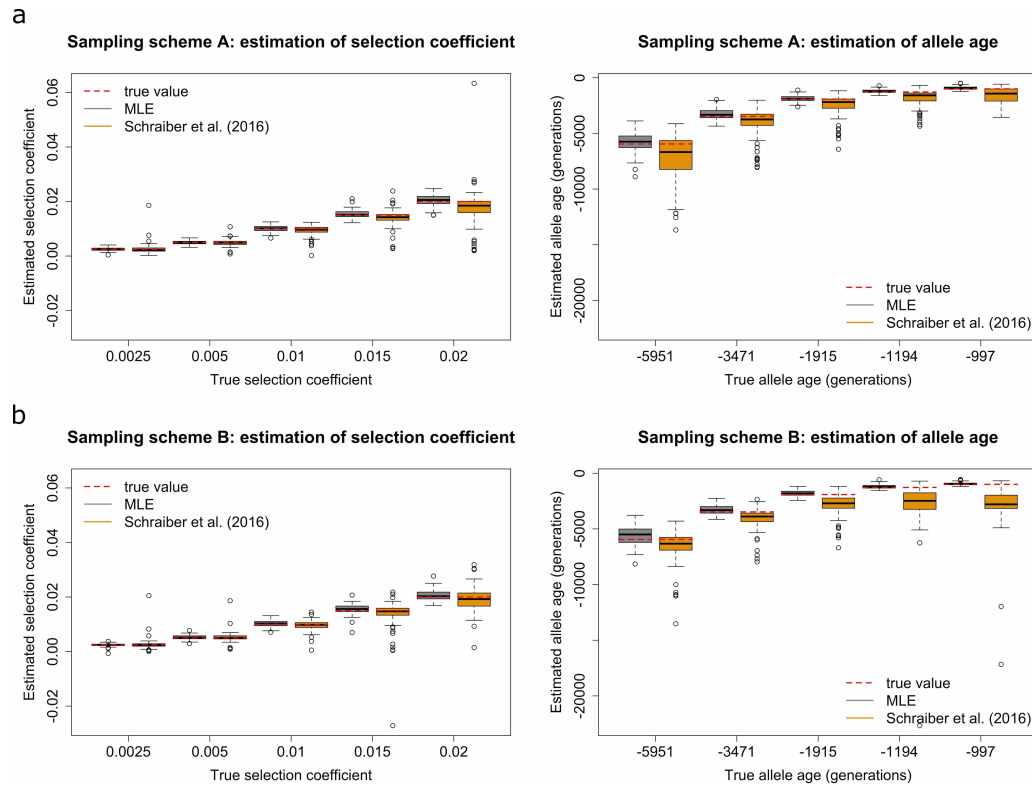 a
Sampling scheme A: estimation of selection coefficient
true value
MLE
Schraiber et al. (2016)
Estimated selection coefficient
0.06
0.04
0.02
0.00
-0.02
0.0025
0.005
0.01
0.015
0.02
True selection coefficient
Sampling scheme A: estimation of allele age
Estimated allele age (generations)
0
-5000
-10000
-20000
true value
MLE
Schraiber et al. (2016)
-5951
-3471
-1915
-1194
-997
True allele age (generations)
b
Sampling scheme B: estimation of selection coefficient
true value
MLE
Schraiber et al. (2016)
Estimated selection coefficient
0.06
0.04
0.02
0.00
-0.02
0.0025
0.005
0.01
0.015
0.02
True selection coefficient
Sampling scheme B: estimation of allele age
Estimated allele age (generations)
0
-5000
-10000
-20000
true value
MLE
Schraiber et al. (2016)
-5951
-3471
-1915
-1194
-997
True allele age (generations)